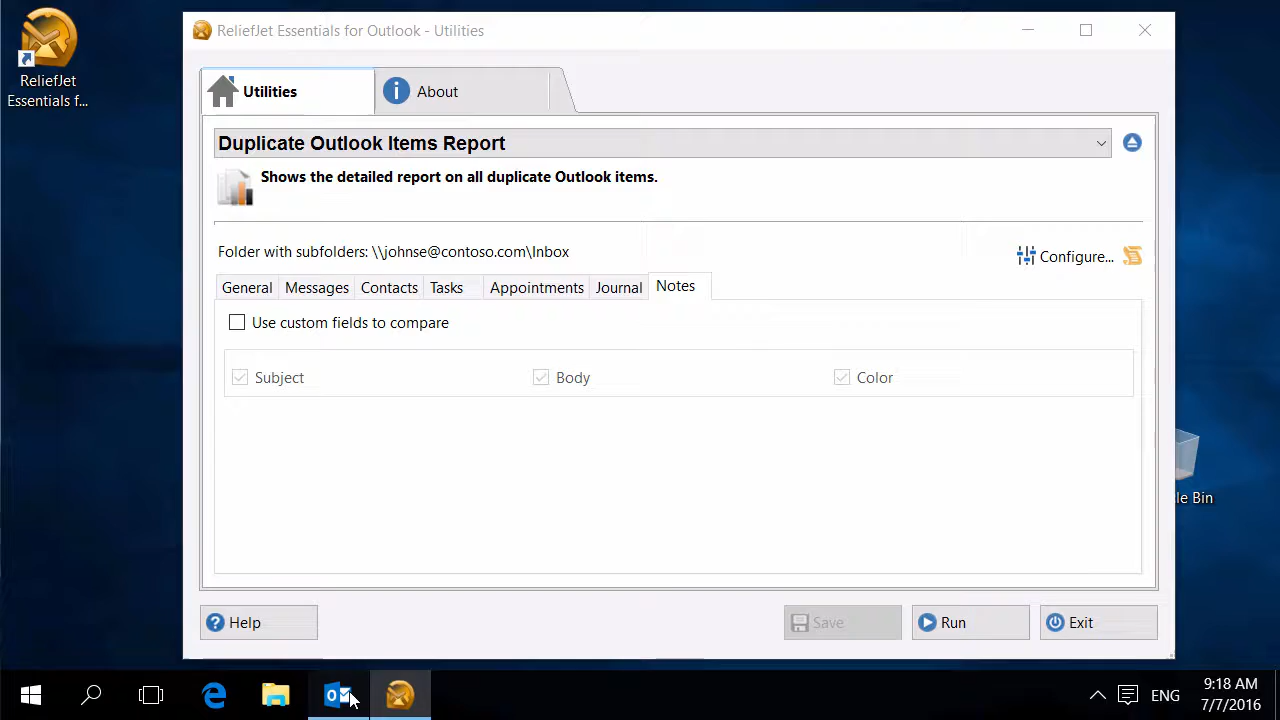 ReliefJet
Essentials f...
ReliefJet Essentials for Outlook - Utilities
Utilities
About
Duplicate Outlook Items Report
Shows the detailed report on all duplicate Outlook items.
Folder with subfolders: \\johnse@contoso.com\Inbox
Configure...
General Messages Contacts Tasks Appointments Journal Notes
Use custom fields to compare
Subject Body Color
le Bin
Help Save Run Exit
ENG
9:18 AM
7/7/2016